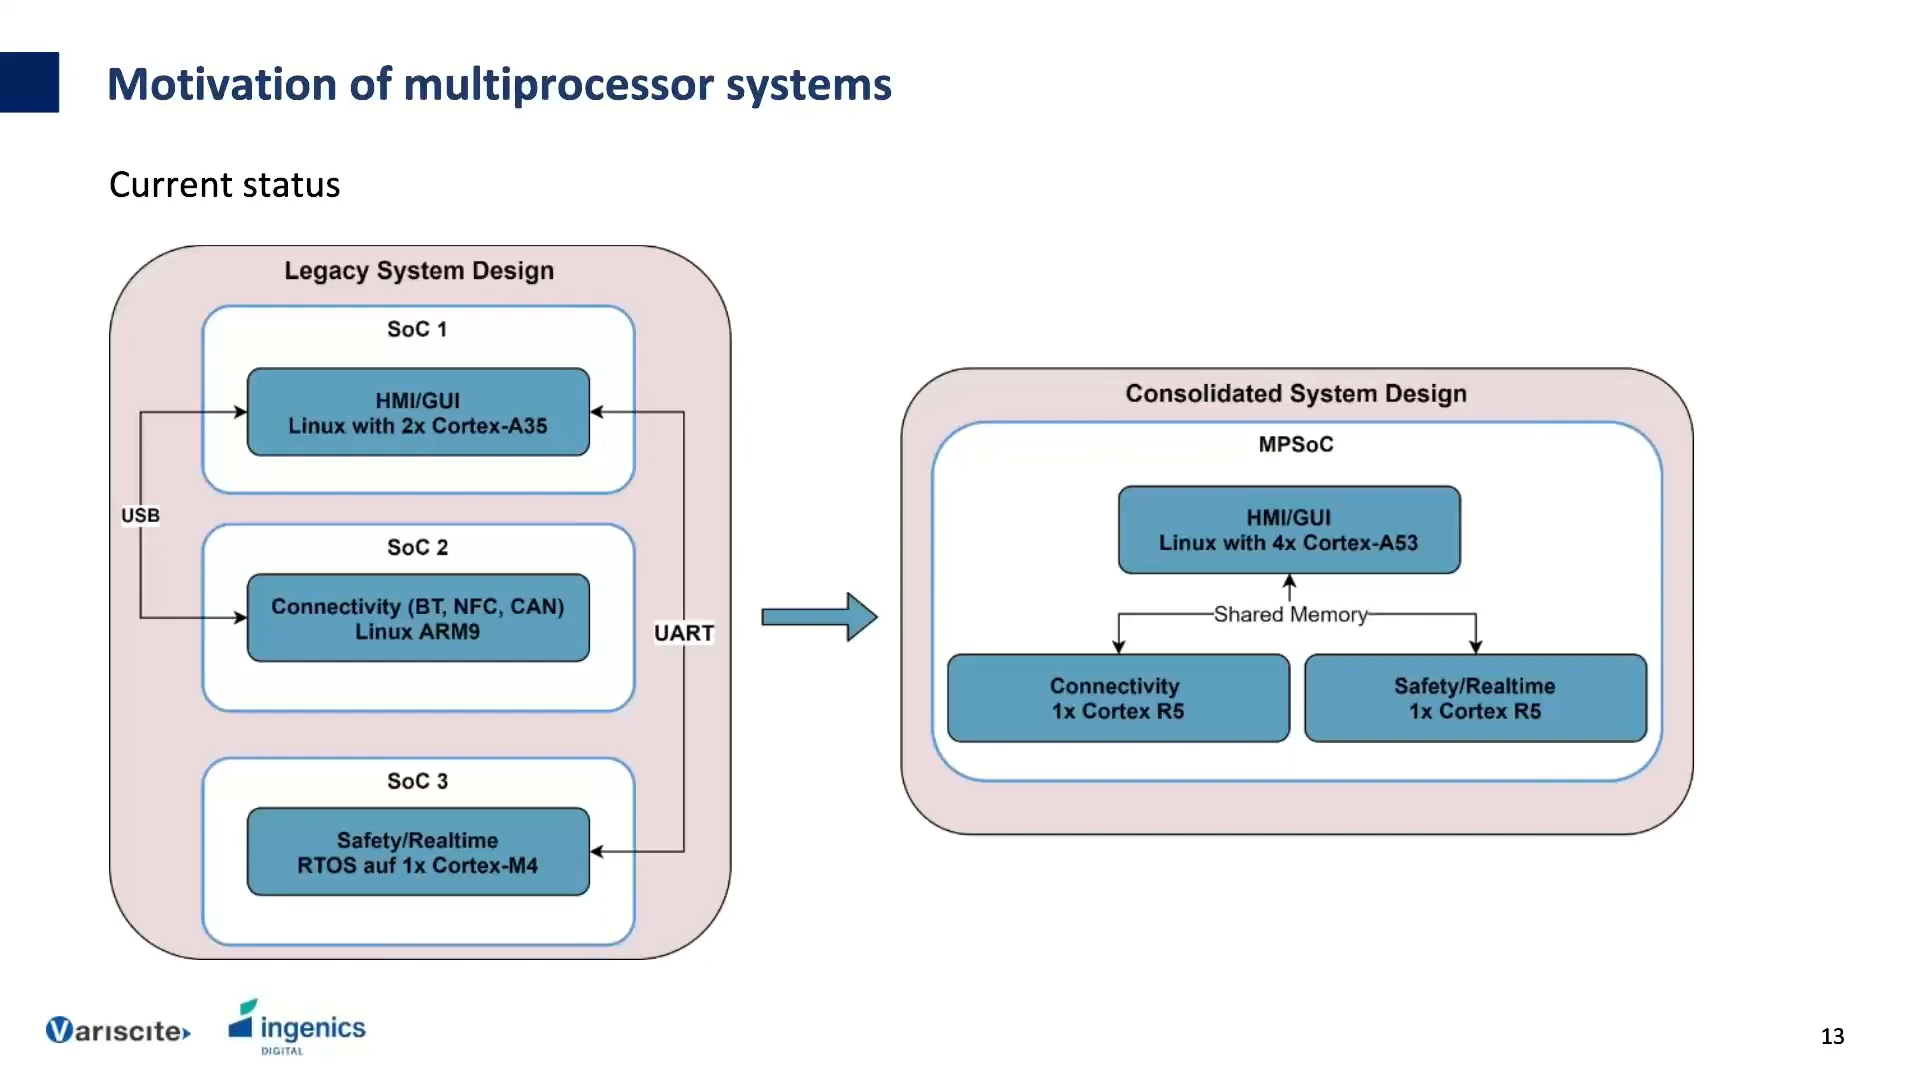 Motivation of multiprocessor systems
Current status
Legacy System Design
SoC 1
HMI/GUI
Linux with 2x Cortex-A35
USB
SoC 2
Connectivity (BT, NFC, CAN)
Linux ARM9
UART
SoC 3
Safety/Realtime
RTOS auf 1x Cortex-M4
Consolidated System Design
MPSoC
HMI/GUI
Linux with 4x Cortex-A53
Shared Memory
Connectivity
1x Cortex R5
Safety/Realtime
1x Cortex R5
Variscite
ingenics
DIGITAL
13